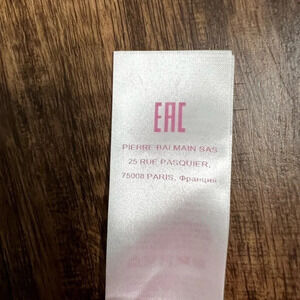 EAC
PIERRE BALMAIN SAS
25 RUE PASQUIER,
75008 PARIS, Франция